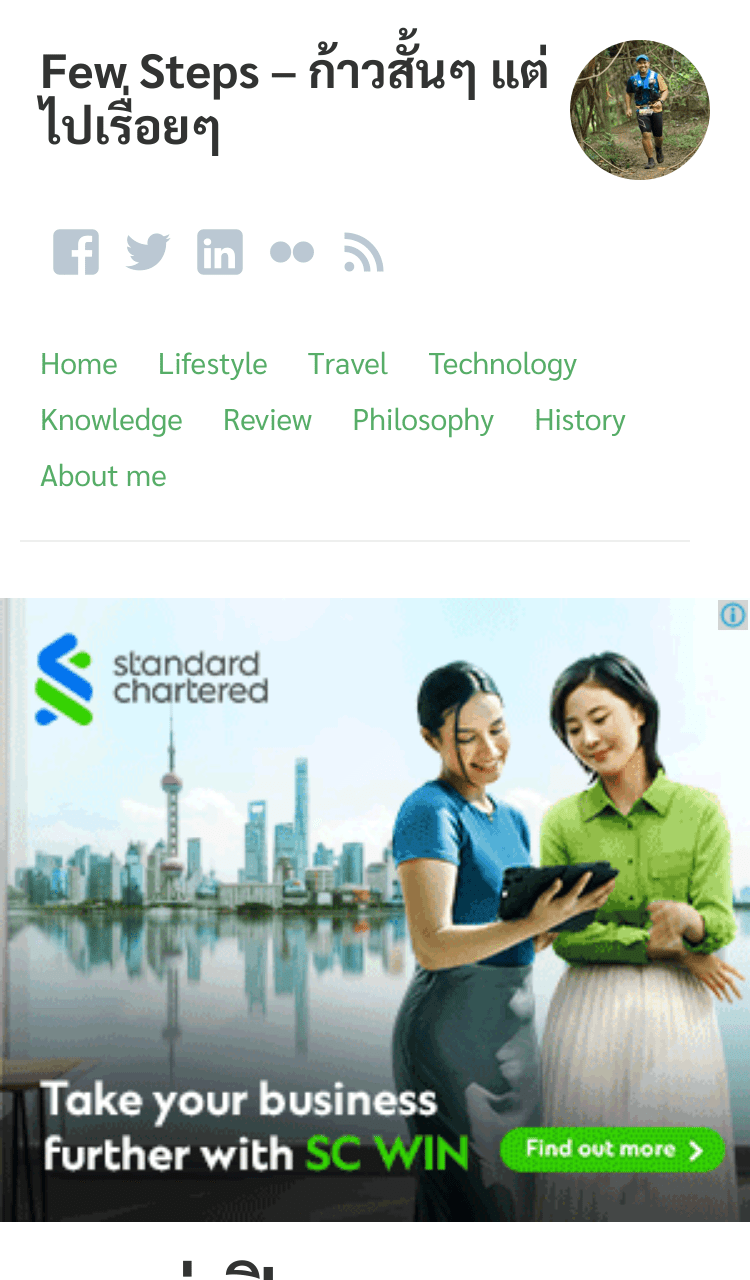 Few Steps – ก้าวสั้นๆ แต่
ไปเรื่อยๆ
Home Lifestyle Travel Technology
Knowledge Review Philosophy History
About me
standard
chartered
Take your business
further with SC WIN
Find out more